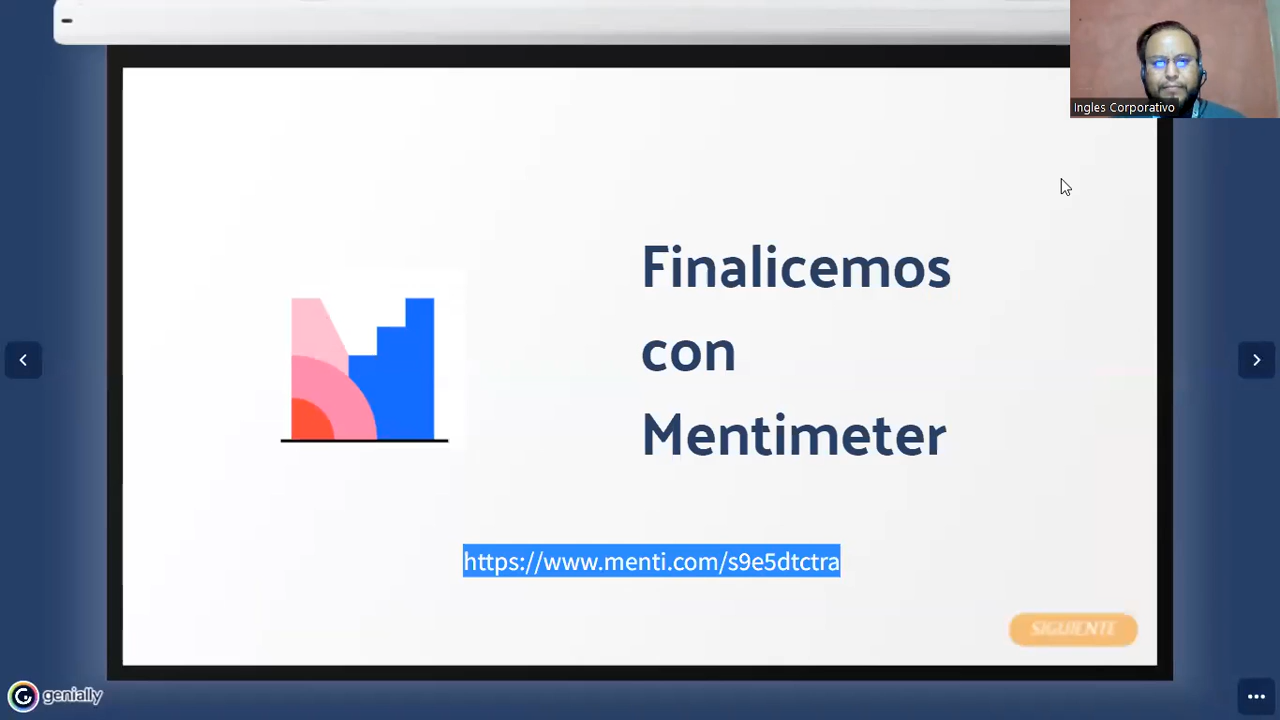 Ingles Corporativo
Finalicemos
con
Mentimeter
https://www.menti.com/s9e5dtctra
SIGUIENTE
genially